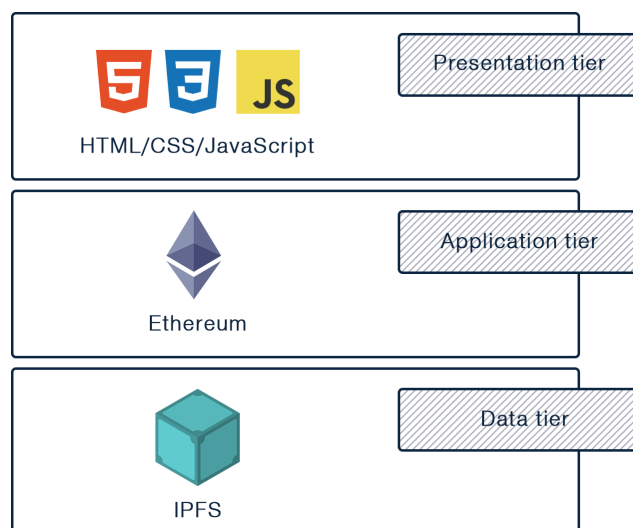 5 3 JS
Presentation tier
HTML/CSS/JavaScript
Application tier
Ethereum
Data tier
IPFS